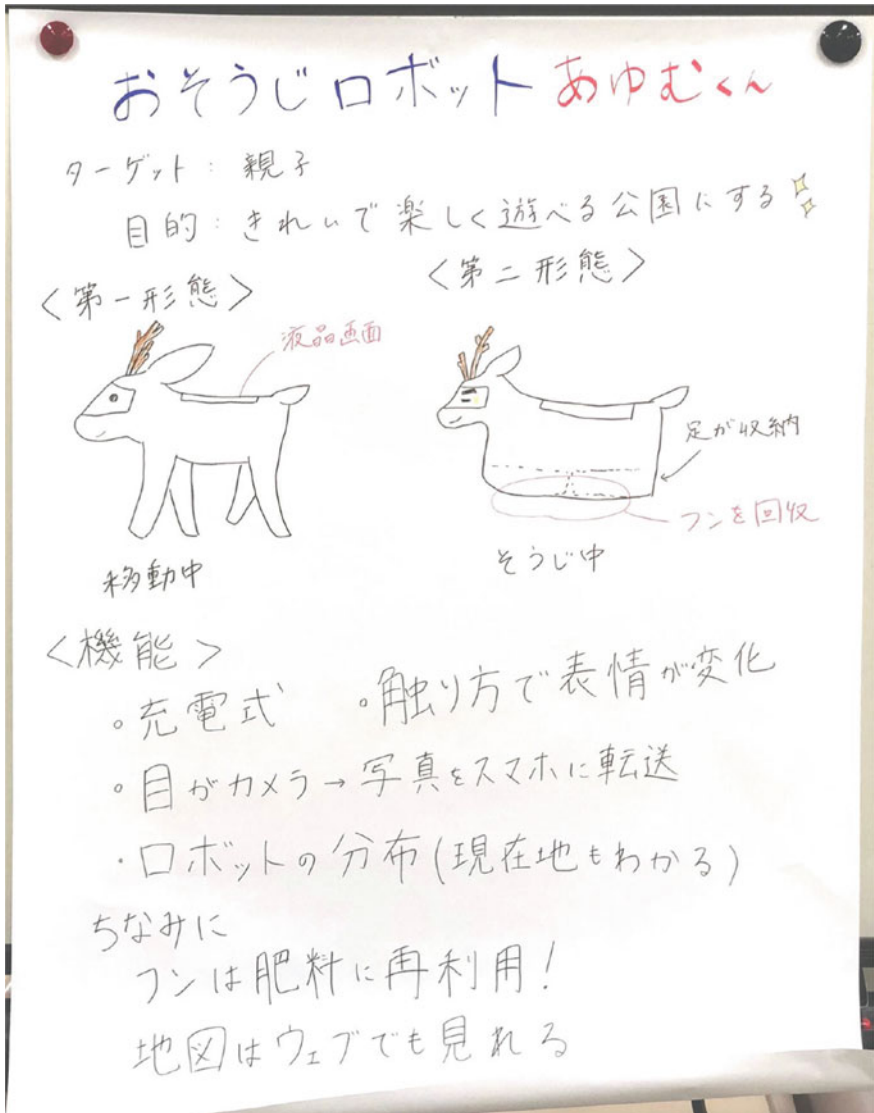 おそうじロボット あゆむくん
ターゲット：親子
目的：きれいで楽しく遊べる公園にする
<第一形態>
液晶画面
移動中
<第二形態>
足が収納
フンを回収
そうじ中
<機能>
・充電式 ・触り方で表情が変化
・目がカメラ→写真をスマホに転送
・ロボットの分布(現在地もわかる)
ちなみに
フンは肥料に再利用！
地図はウェブでも見れる